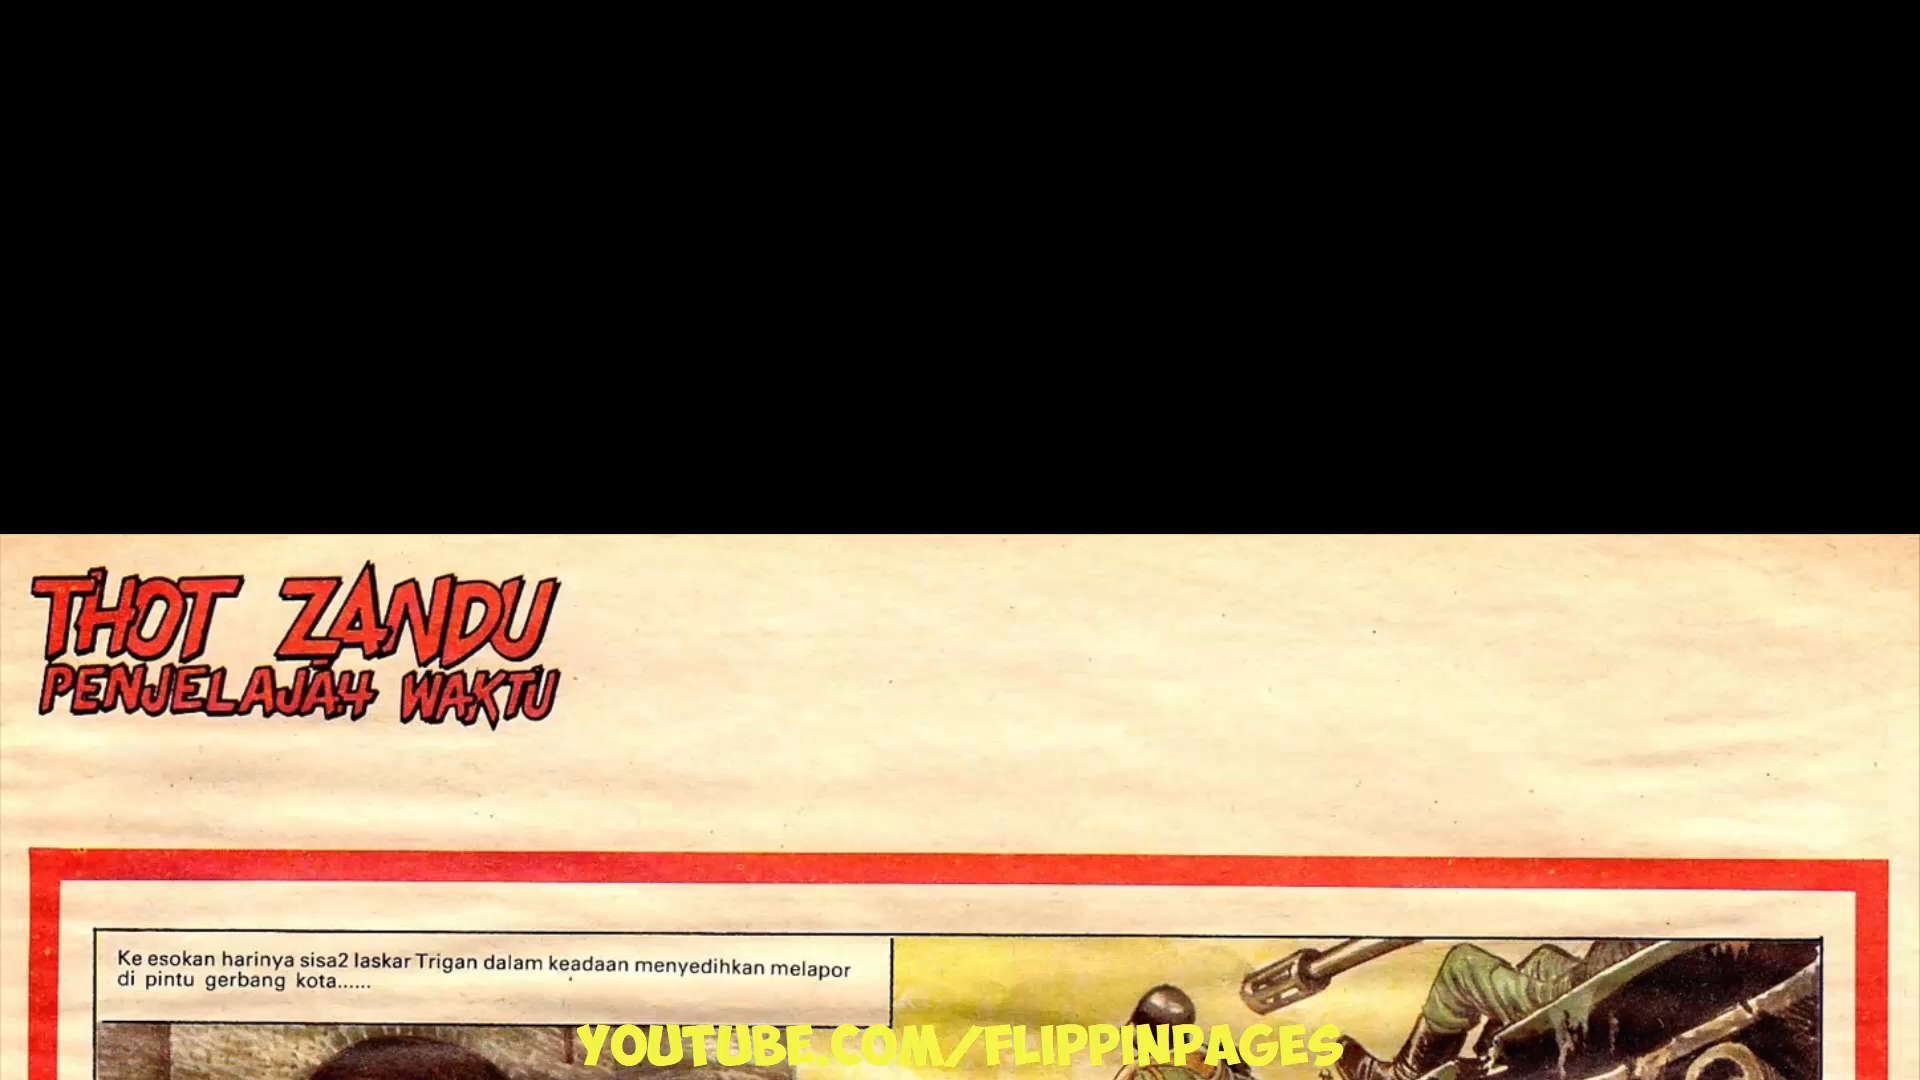 THOT ZANDU
PENJELAJAH WAKTU
Ke esokan harinya sisa2 laskar Trigan dalam keadaan menyedihkan melapor
di pintu gerbang kota......
YOUTUBE.COM/FLIPPINPAGES